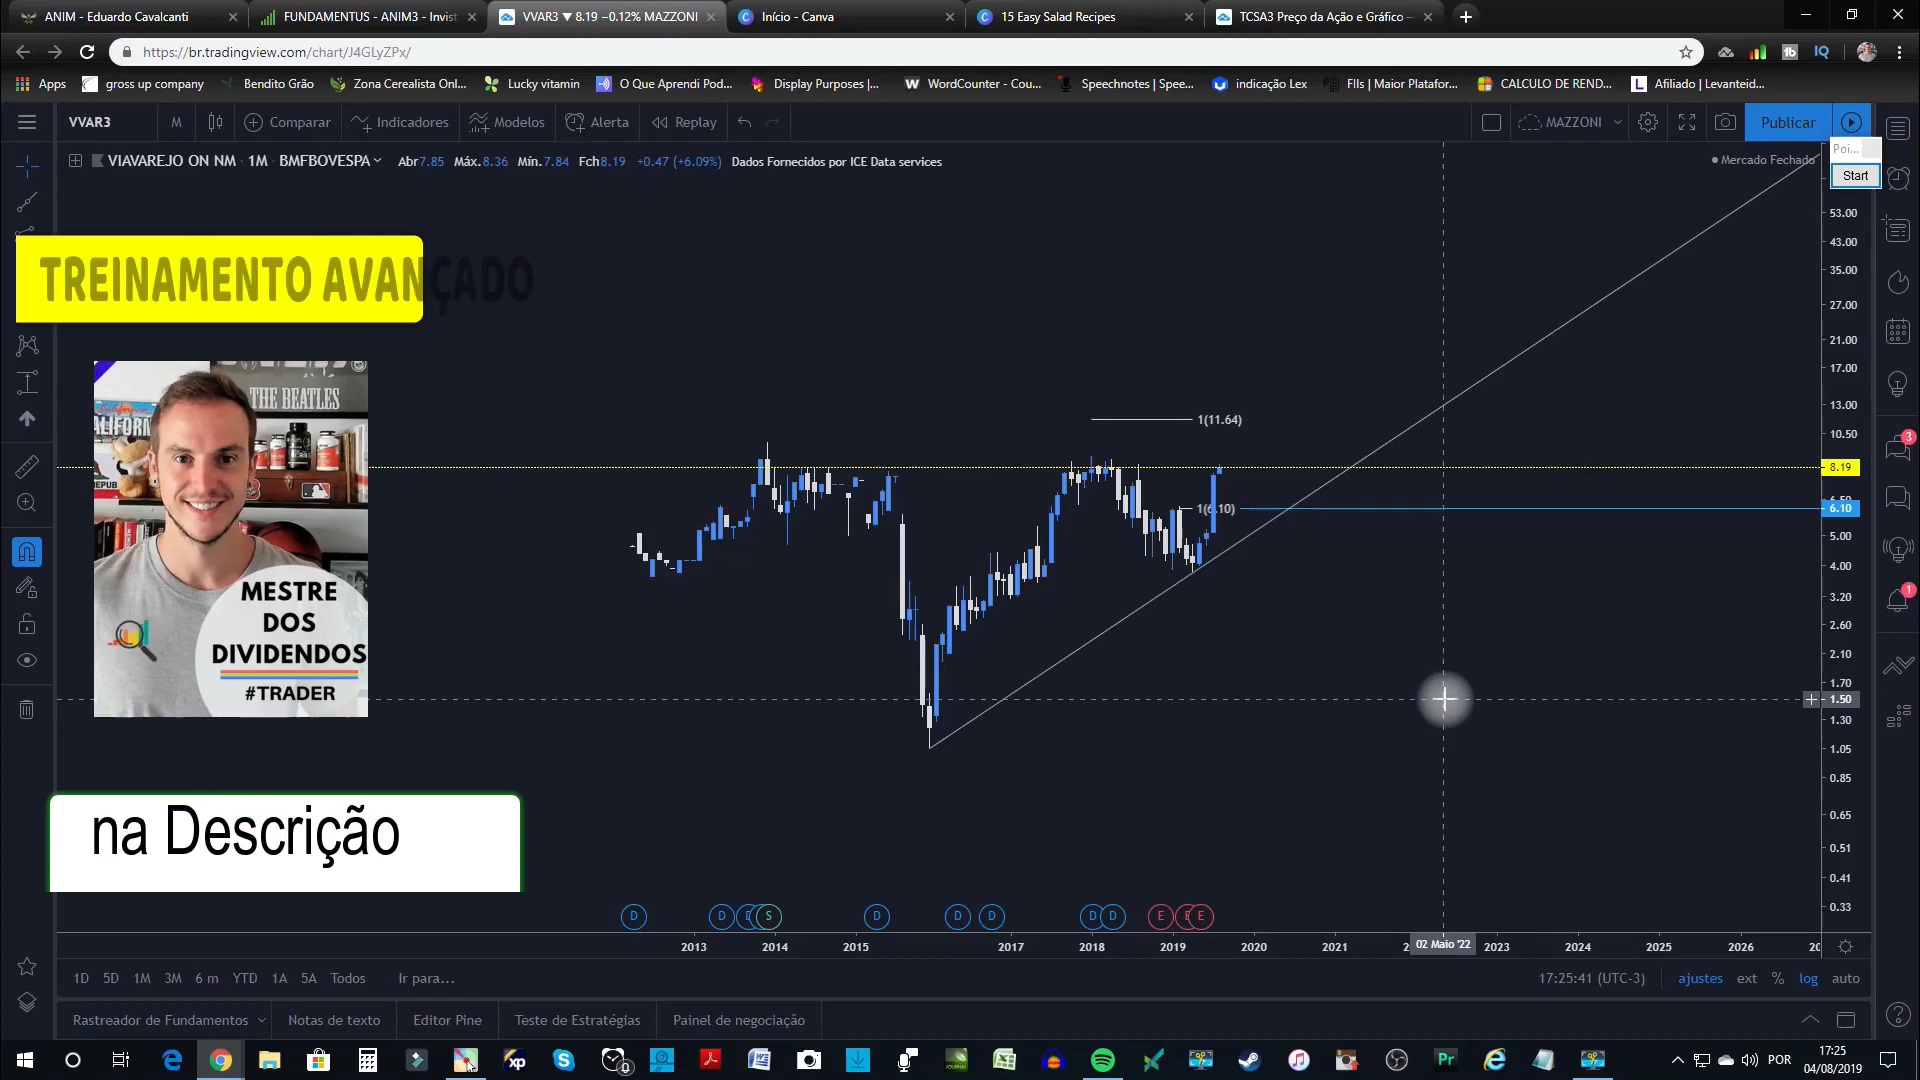 ANIM - Eduardo Cavalcanti
FUNDAMENTUS - ANIM3 - Invist
VVAR3 ▼ 8.19 −0.12% MAZZONI
Início - Canva
15 Easy Salad Recipes
TCSA3 Preço da Ação e Gráfico —
https://br.tradingview.com/chart/J4GLyZPx/
Apps
gross up company
Bendito Grão
Zona Cerealista Onl...
Lucky vitamin
O Que Aprendi Pod...
Display Purposes |...
WordCounter - Cou...
Speechnotes | Spee...
indicação Lex
FIIs | Maior Platafor...
CALCULO DE REND...
Afiliado | Levanteid...
VVAR3
M
Comparar
Indicadores
Modelos
Alerta
Replay
MAZZONI
Publicar
VIAVAREJO ON NM · 1M · BMFBOVESPA
Abr7.85 Máx.8.36 Mín.7.84 Fch8.19 +0.47 (+6.09%) Dados Fornecidos por ICE Data services
Mercado Fechado
Poi...
Start
TREINAMENTO AVANÇADO
THE BEATLES
MESTRE
DOS
DIVIDENDOS
#TRADER
na Descrição
1(11.64)
1(6.10)
53.00
43.00
35.00
27.00
21.00
17.00
13.00
10.50
8.19
6.50
6.10
5.00
4.00
3.20
2.60
2.10
1.70
1.50
1.30
1.05
0.85
0.65
0.51
0.41
0.33
3
1
D D D S D D D D D E E E
2013 2014 2015 2017 2018 2019 2020 2021 02 Maio '22 2023 2024 2025 2026
1D 5D 1M 3M 6 m YTD 1A 5A Todos Ir para...
17:25:41 (UTC-3) ajustes ext % log auto
Rastreador de Fundamentos
Notas de texto
Editor Pine
Teste de Estratégias
Painel de negociação
xp
Pr
POR
17:25
04/08/2019